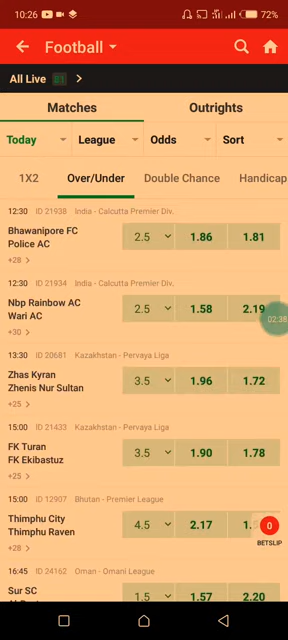 10:26 72%
Football
All Live
Matches Outrights
Today League Odds Sort
1X2 Over/Under Double Chance Handicap
12:30 ID 21938 India - Calcutta Premier Div.
Bhawanipore FC
Police AC
2.5 1.86 1.81
+28
12:30 ID 21934 India - Calcutta Premier Div.
Nbp Rainbow AC
Wari AC
2.5 1.58 2.19
+30
02:35
13:30 ID 20681 Kazakhstan - Pervaya Liga
Zhas Kyran
Zhenis Nur Sultan
3.5 1.96 1.72
+25
15:00 ID 21433 Kazakhstan - Pervaya Liga
FK Turan
FK Ekibastuz
3.5 1.90 1.78
+25
15:00 ID 12907 Bhutan - Premier League
Thimphu City
Thimphu Raven
4.5 2.17
0
BETSLIP
+28
16:45 ID 24162 Oman - Omani League
Sur SC
1.5 1.57 2.20